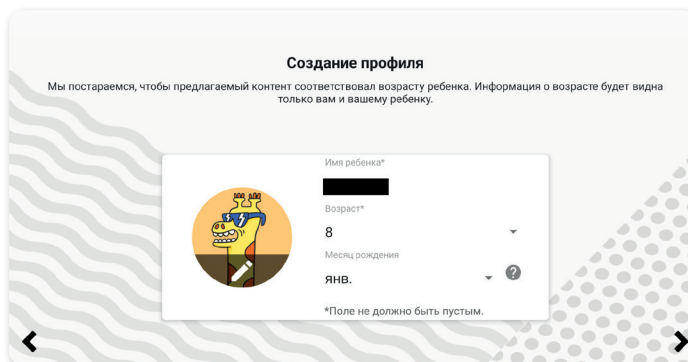 Создание профиля
Мы постараемся, чтобы предлагаемый контент соответствовал возрасту ребенка. Информация о возрасте будет видна
только вам и вашему ребенку.
Имя ребенка*
Возраст*
8
Месяц рождения
янв.
*Поле не должно быть пустым.